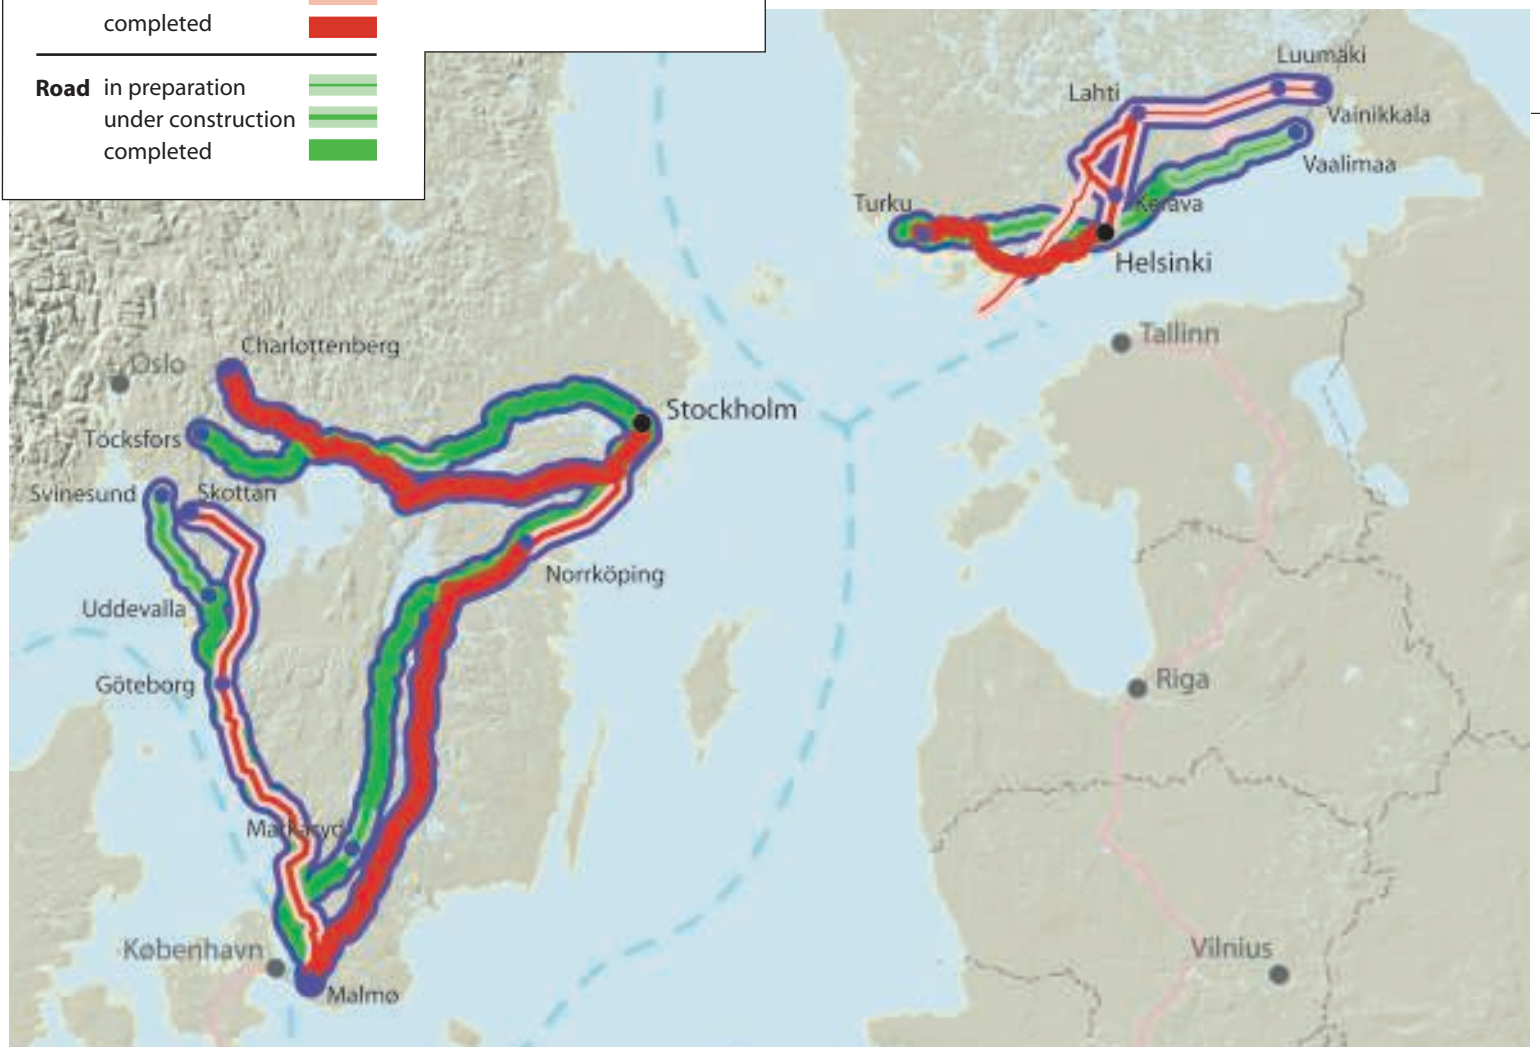 completed
Road in preparation
under construction
completed
Luumäki
Lahti
Vainikkala
Vaalimaa
Turku
Kerava
Helsinki
Tallinn
Charlottenberg
Oslo
Stockholm
Töcksfors
Svinesund
Skottan
Norrköping
Uddevalla
Göteborg
Riga
Markaryd
København
Vilnius
Malmø